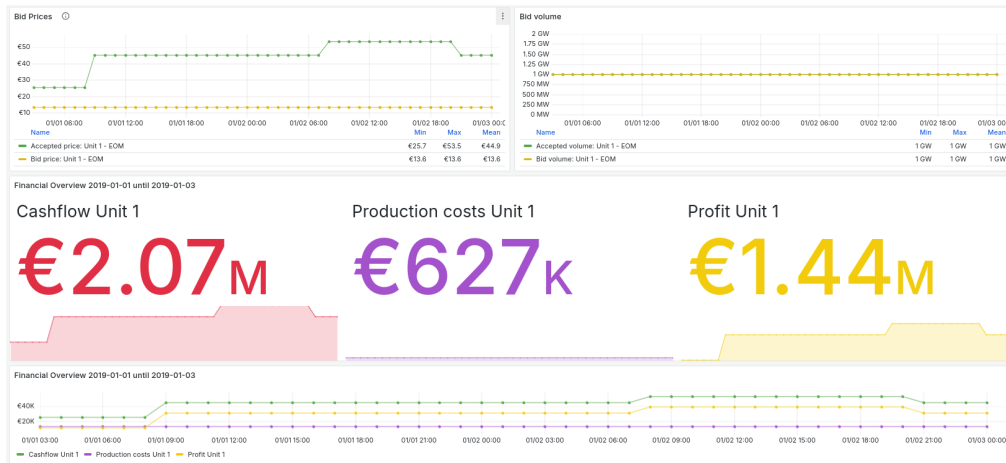 Bid Prices
€50
€40
€30
€20
€10
01/01 06:00 01/01 12:00 01/01 18:00 01/02 00:00 01/02 06:00 01/02 12:00 01/02 18:00 01/03 00:0
Name Min Max Mean
Accepted price: Unit 1 - EOM €25.7 €53.5 €44.9
Bid price: Unit 1 - EOM €13.6 €13.6 €13.6
Bid volume
2 GW
1.75 GW
1.50 GW
1.25 GW
1 GW
750 MW
500 MW
250 MW
0 MW
01/01 06:00 01/01 12:00 01/01 18:00 01/02 00:00 01/02 06:00 01/02 12:00 01/02 18:00 01/03 00
Name Min Max Mean
Accepted volume: Unit 1 - EOM 1 GW 1 GW 1 GW
Bid volume: Unit 1 - EOM 1 GW 1 GW 1 GW
Financial Overview 2019-01-01 until 2019-01-03
Cashflow Unit 1 Production costs Unit 1 Profit Unit 1
€2.07M €627K €1.44M
Financial Overview 2019-01-01 until 2019-01-03
€40K
€20K
01/01 03:00 01/01 06:00 01/01 09:00 01/01 12:00 01/01 15:00 01/01 18:00 01/01 21:00 01/02 00:00 01/02 03:00 01/02 06:00 01/02 09:00 01/02 12:00 01/02 15:00 01/02 18:00 01/02 21:00 01/03 00:00
Cashflow Unit 1 Production costs Unit 1 Profit Unit 1